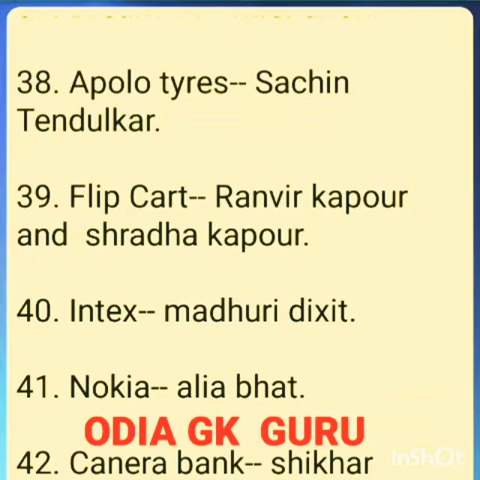 38. Apolo tyres-- Sachin
Tendulkar.
39. Flip Cart-- Ranvir kapour
and shradha kapour.
40. Intex-- madhuri dixit.
41. Nokia-- alia bhat.
ODIA GK GURU
42. Canera bank-- shikhar
InShOt